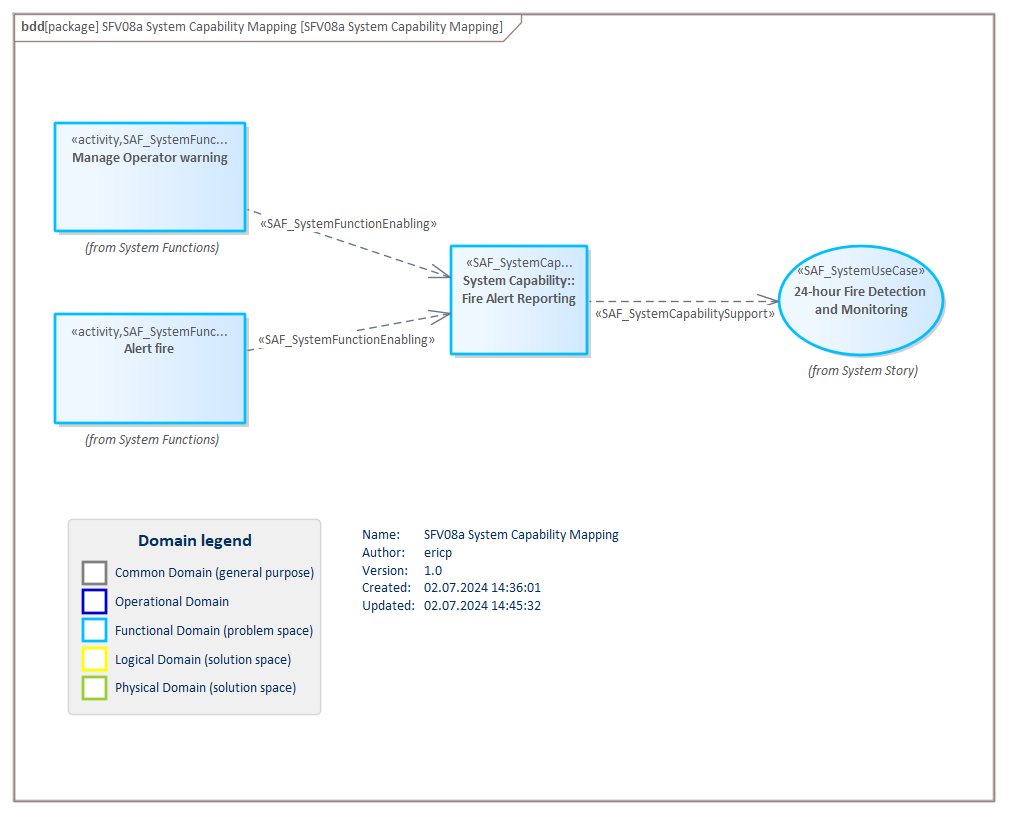 bdd[package] SFV08a System Capability Mapping [SFV08a System Capability Mapping]
«activity,SAF_SystemFunc...
Manage Operator warning
(from System Functions)
«SAF_SystemFunctionEnabling»
«activity,SAF_SystemFunc...
Alert fire
(from System Functions)
«SAF_SystemFunctionEnabling»
«SAF_SystemCap...
System Capability::
Fire Alert Reporting
«SAF_SystemCapabilitySupport»
«SAF_SystemUseCase»
24-hour Fire Detection
and Monitoring
(from System Story)
Domain legend
Common Domain (general purpose)
Operational Domain
Functional Domain (problem space)
Logical Domain (solution space)
Physical Domain (solution space)
Name: SFV08a System Capability Mapping
Author: ericp
Version: 1.0
Created: 02.07.2024 14:36:01
Updated: 02.07.2024 14:45:32